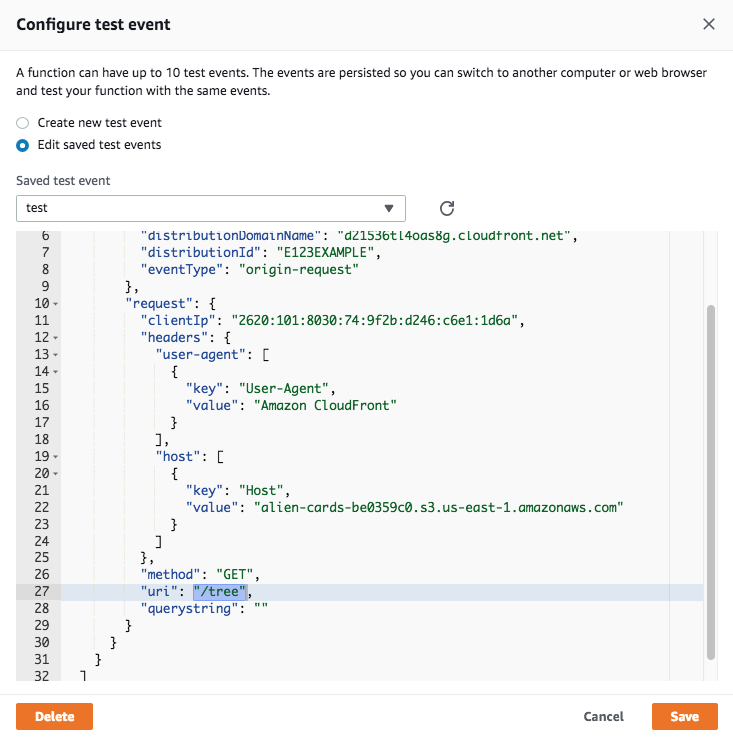 Configure test event
A function can have up to 10 test events. The events are persisted so you can switch to another computer or web browser
and test your function with the same events.
Create new test event
Edit saved test events
Saved test event
test
6 "distributionDomainName": "d21536tl4oas8g.cloudfront.net",
7 "distributionId": "E123EXAMPLE",
8 "eventType": "origin-request"
9 },
10 "request": {
11 "clientIp": "2620:101:8030:74:9f2b:d246:c6e1:1d6a",
12 "headers": {
13 "user-agent": [
14 {
15 "key": "User-Agent",
16 "value": "Amazon CloudFront"
17 }
18 ],
19 "host": [
20 {
21 "key": "Host",
22 "value": "alien-cards-be0359c0.s3.us-east-1.amazonaws.com"
23 }
24 ]
25 },
26 "method": "GET",
27 "uri": "/tree",
28 "querystring": ""
29 }
30 }
31 }
32 ]
Delete
Cancel
Save